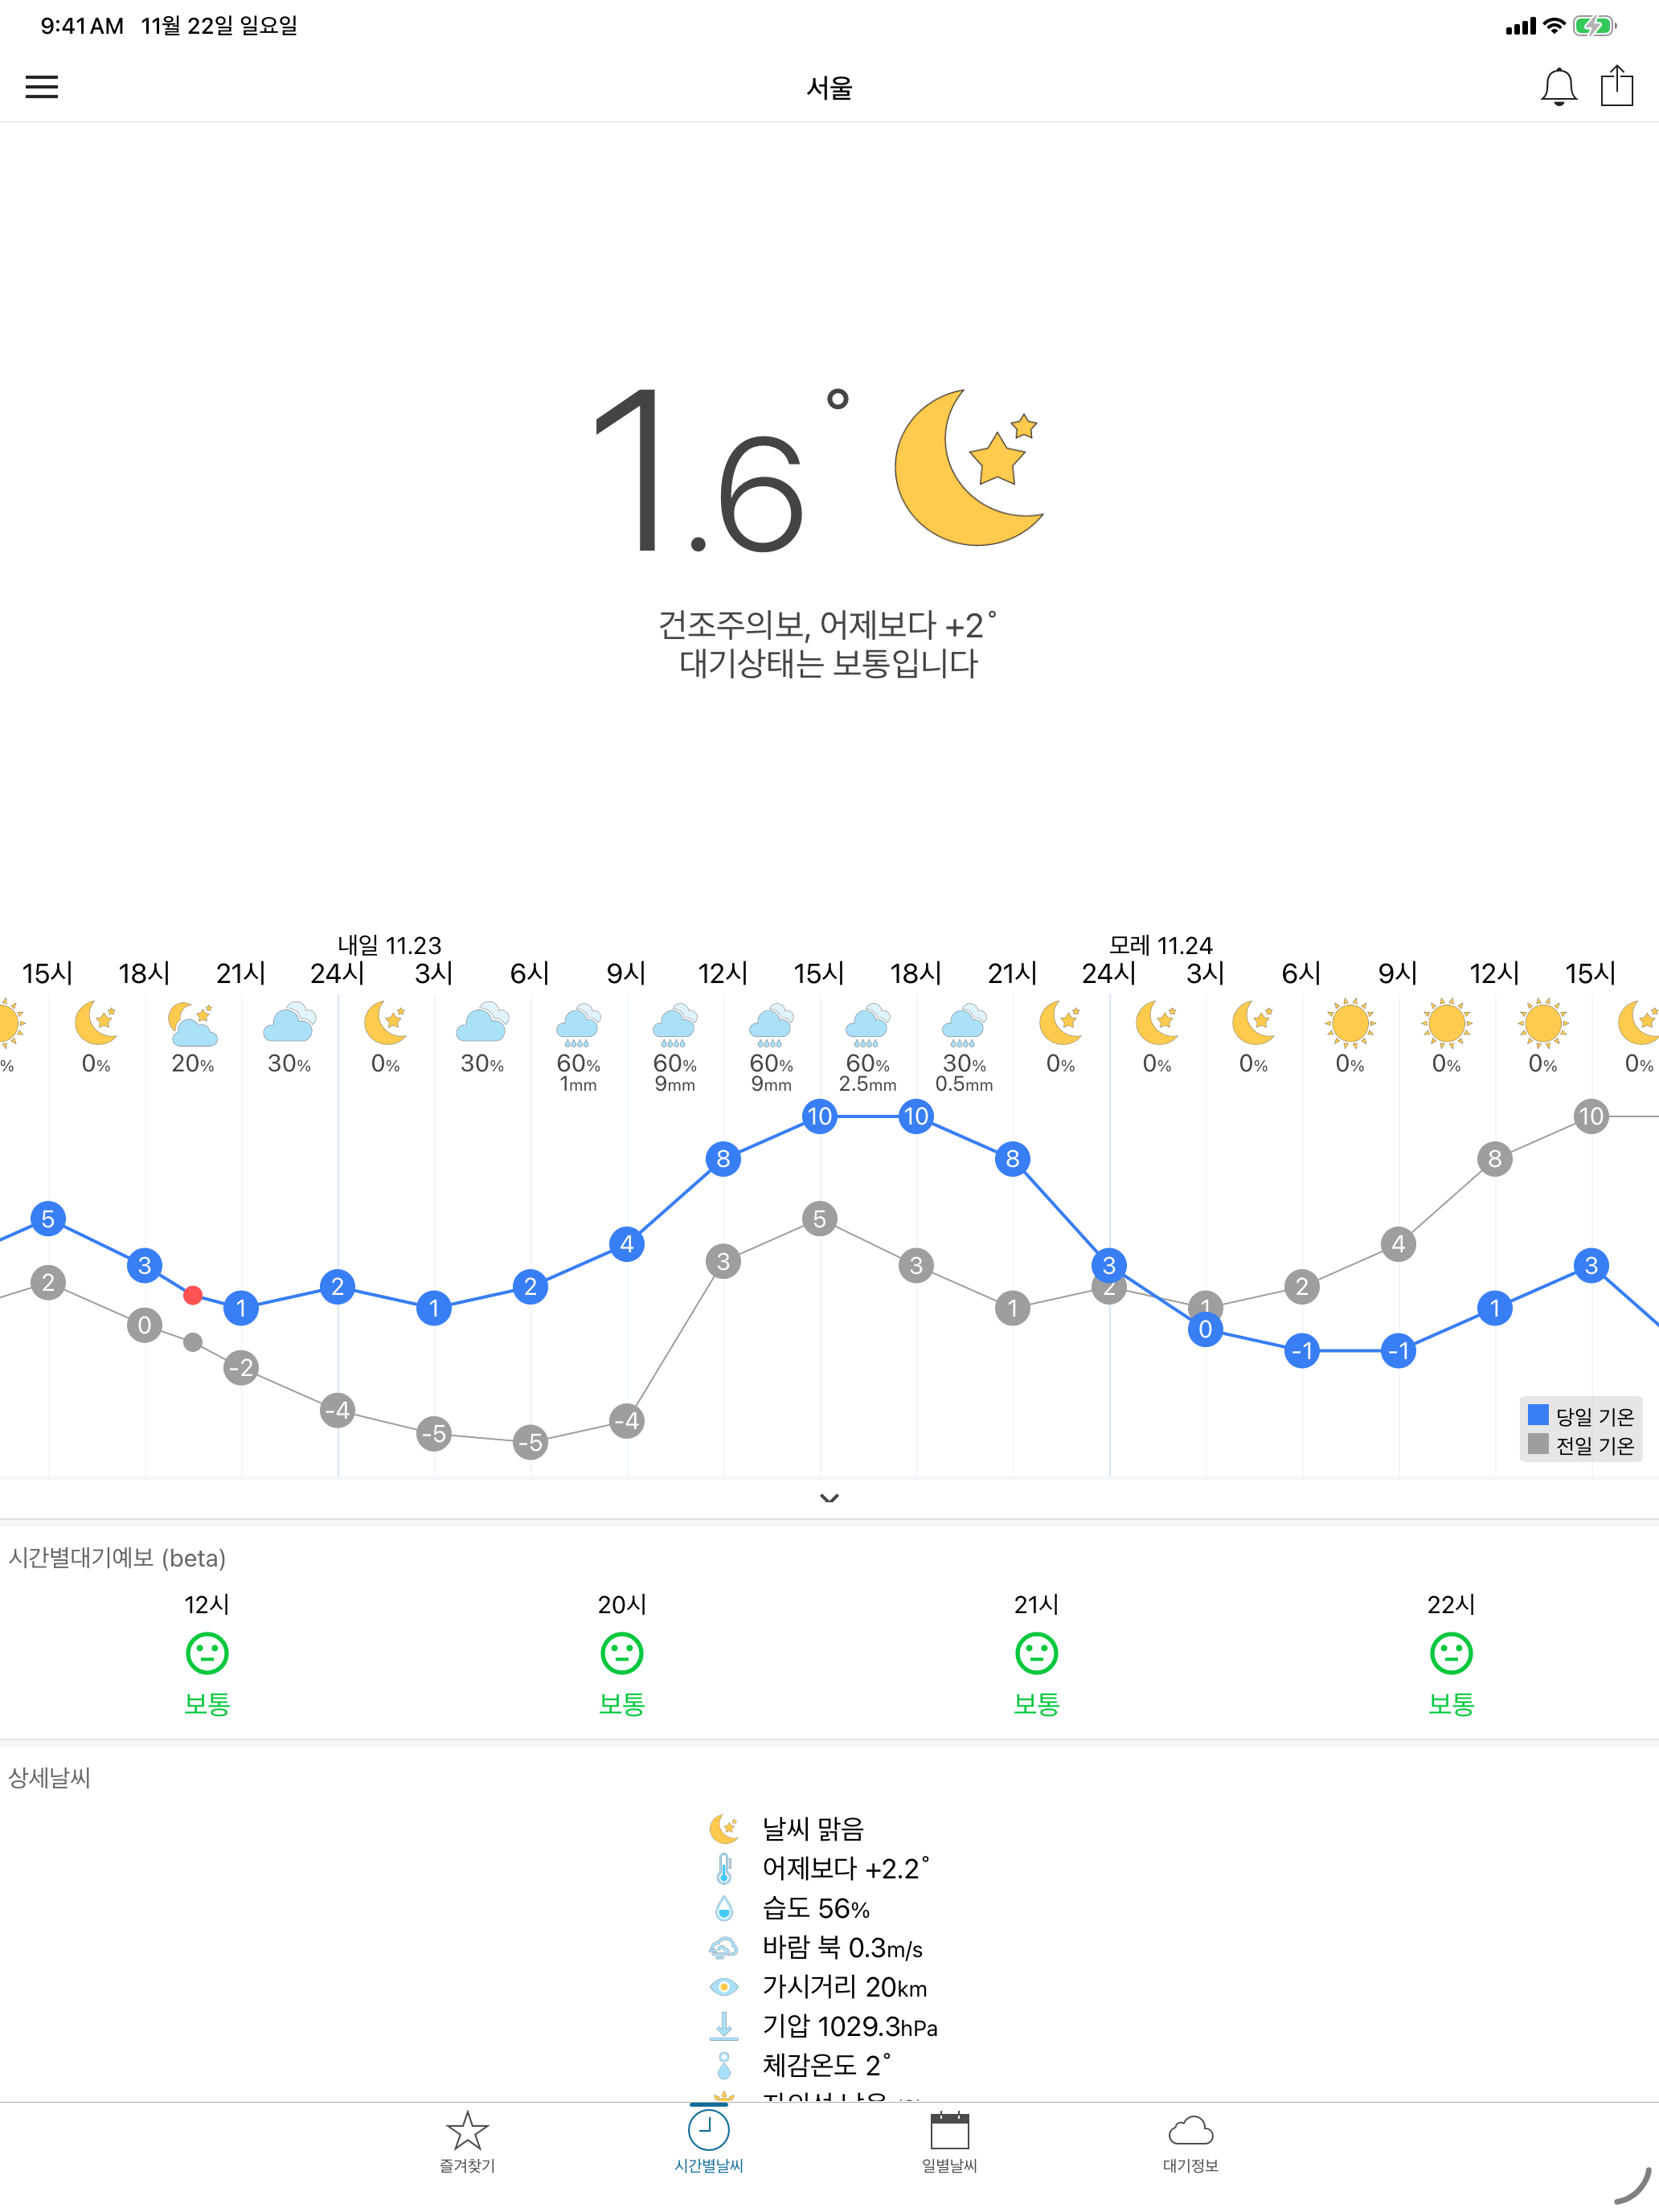 9:41 AM 11월 22일 일요일
서울
1.6°
건조주의보, 어제보다 +2˚
대기상태는 보통입니다
내일 11.23 모레 11.24
15시 18시 21시 24시 3시 6시 9시 12시 15시 18시 21시 24시 3시 6시 9시 12시 15시
% 0% 20% 30% 0% 30% 60% 60% 60% 60% 30% 0% 0% 0% 0% 0% 0% 0%
1mm 9mm 9mm 2.5mm 0.5mm
5 3 1 2 1 2 4 8 10 10 8 3 0 -1 -1 1 3
2 0 -2 -4 -5 -5 -4 3 5 3 1 2 1 2 4 8 10
당일 기온
전일 기온
시간별대기예보 (beta)
12시 20시 21시 22시
보통 보통 보통 보통
상세날씨
날씨 맑음
어제보다 +2.2˚
습도 56%
바람 북 0.3m/s
가시거리 20km
기압 1029.3hPa
체감온도 2˚
즐겨찾기 시간별날씨 일별날씨 대기정보